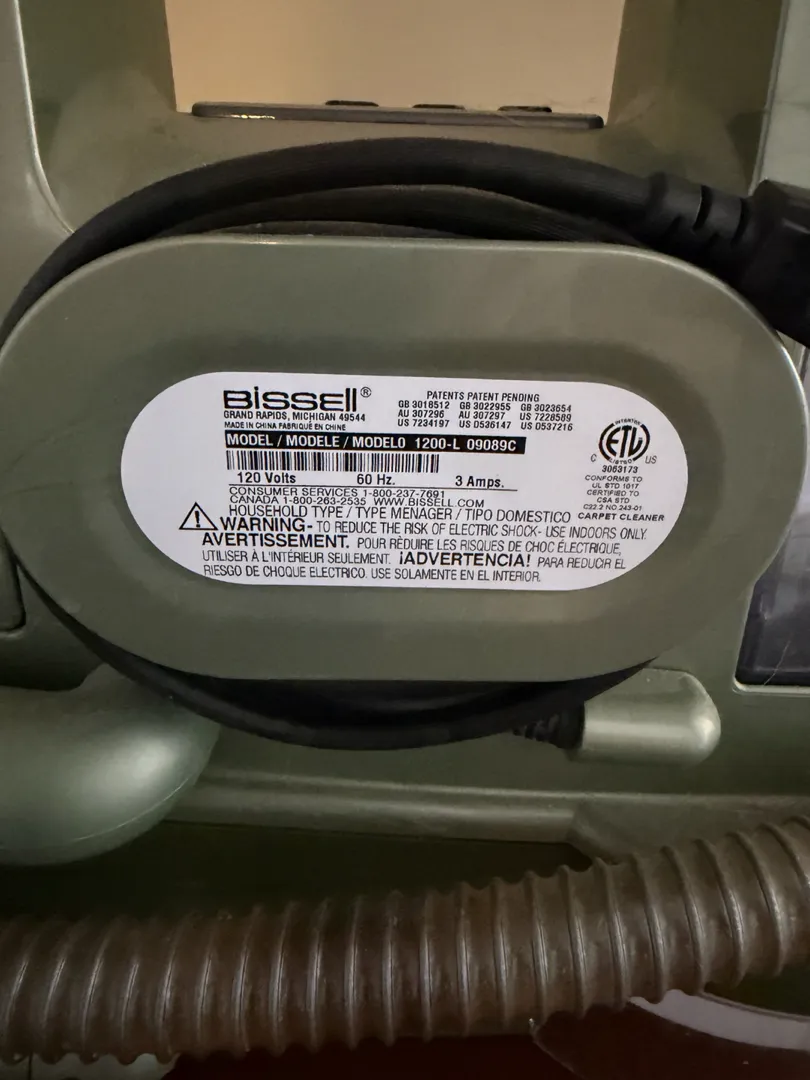 BISSELL®
GRAND RAPIDS, MICHIGAN 49544
MADE IN CHINA FABRIQUÉ EN CHINE
PATENTS PATENT PENDING
GB 3018512 GB 3022955 GB 3023654
AU 307296 AU 307297 US 7228589
US 7234197 US D536147 US D537216
MODEL / MODELE / MODELO 1200-L 09089C
120 Volts 60 Hz. 3 Amps.
CONSUMER SERVICES 1-800-237-7691
CANADA 1-800-263-2535 WWW.BISSELL.COM
HOUSEHOLD TYPE / TYPE MENAGER / TIPO DOMESTICO
INTERTEK
ETL
LISTED
C US
3063173
CONFORMS TO
UL STD 1017
CERTIFIED TO
CSA STD
C22.2 NO.243-01
CARPET CLEANER
WARNING- TO REDUCE THE RISK OF ELECTRIC SHOCK- USE INDOORS ONLY.
AVERTISSEMENT. POUR RÈDUIRE LES RISQUES DE CHOC ÉLECTRIQUE,
UTILISER À L'INTÉRIEUR SEULEMENT. ¡ADVERTENCIA! PARA REDUCIR EL
RIESGO DE CHOQUE ELECTRICO. USE SOLAMENTE EN EL INTERIOR.